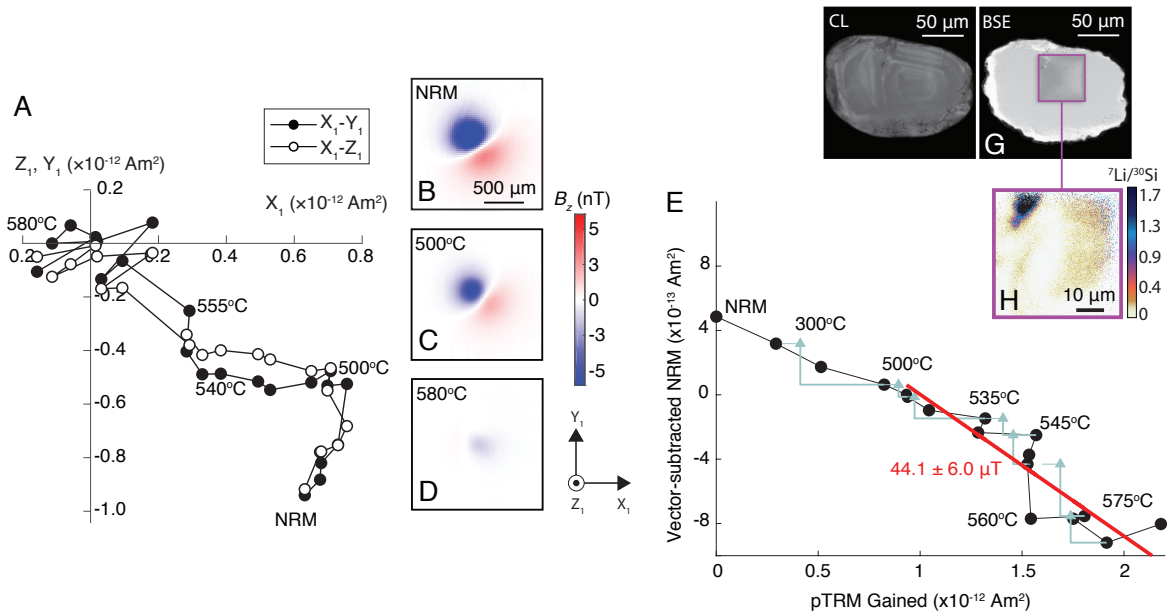 CL
50 μm
BSE
50 μm
G
A
X₁-Y₁
X₁-Z₁
Z₁, Y₁ (×10⁻¹² Am²)
X₁ (×10⁻¹² Am²)
0.2
580°C
0.2
0.2
0.4
0.6
0.8
-0.2
-0.4
-0.6
-0.8
-1.0
555°C
540°C
500°C
NRM
NRM
B
500 μm
500°C
C
580°C
D
B_z (nT)
5
3
0
-3
-5
Y₁
Z₁
X₁
⁷Li/³⁰Si
1.7
1.3
0.9
0.4
0
H
10 μm
E
Vector-subtracted NRM (x10⁻¹³ Am²)
8
4
0
-4
-8
NRM
300°C
500°C
535°C
545°C
44.1 ± 6.0 μT
560°C
575°C
0
0.5
1
1.5
2
pTRM Gained (x10⁻¹² Am²)